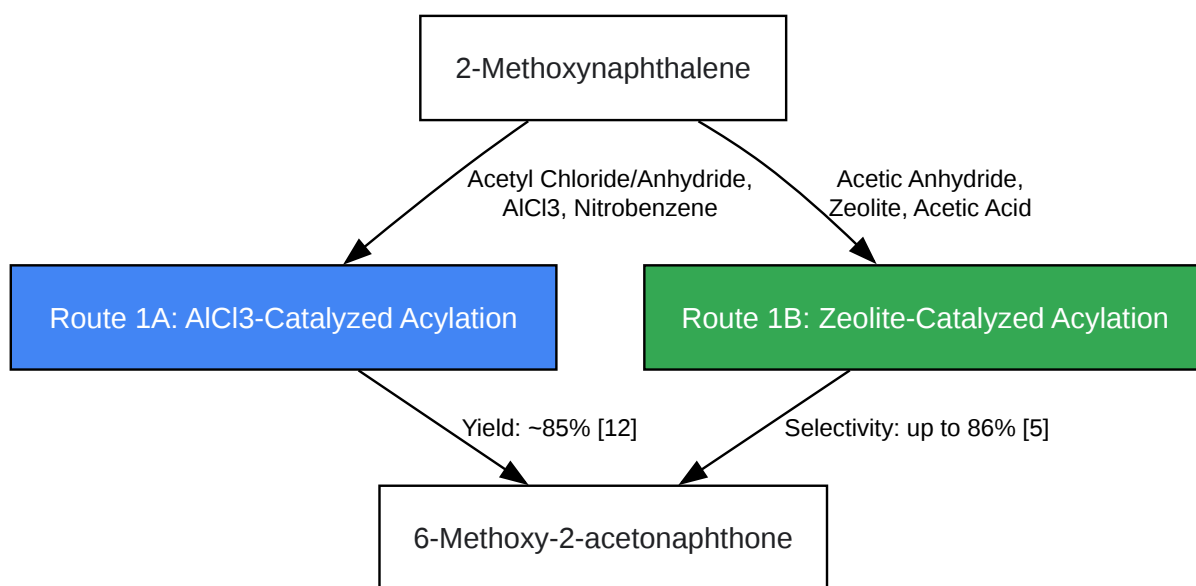 2-Methoxynaphthalene
Acetyl Chloride/Anhydride,
AlCl3, Nitrobenzene
Acetic Anhydride,
Zeolite, Acetic Acid
Route 1A: AlCl3-Catalyzed Acylation
Route 1B: Zeolite-Catalyzed Acylation
Yield: ~85% [12]
Selectivity: up to 86% [5]
6-Methoxy-2-acetonaphthone